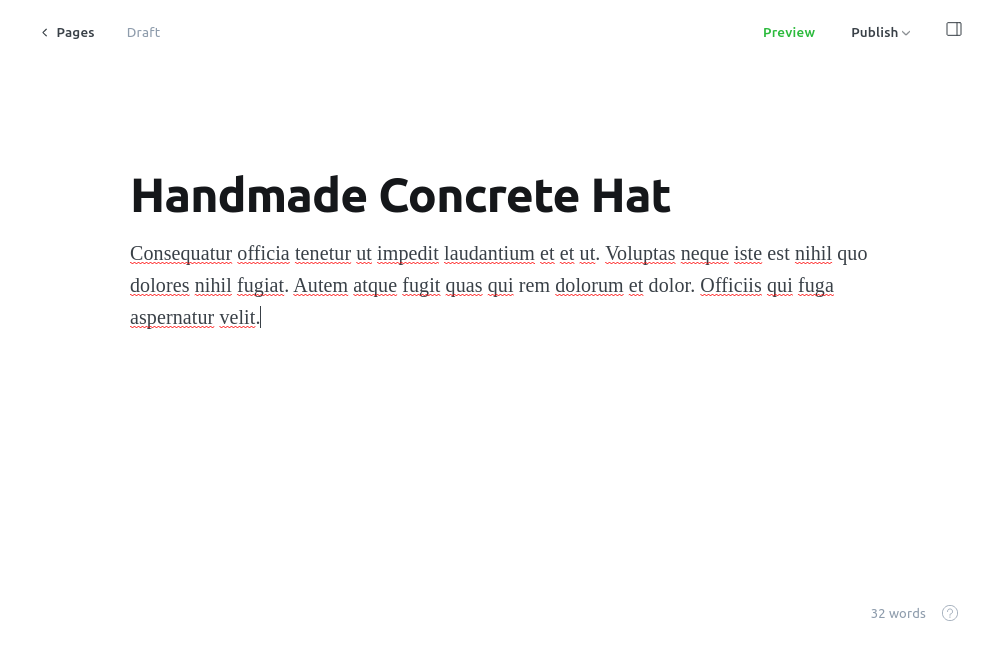 Pages
Draft
Preview
Publish
Handmade Concrete Hat
Consequatur officia tenetur ut impedit laudantium et et ut. Voluptas neque iste est nihil quo
dolores nihil fugiat. Autem atque fugit quas qui rem dolorum et dolor. Officiis qui fuga
aspernatur velit.
32 words
?